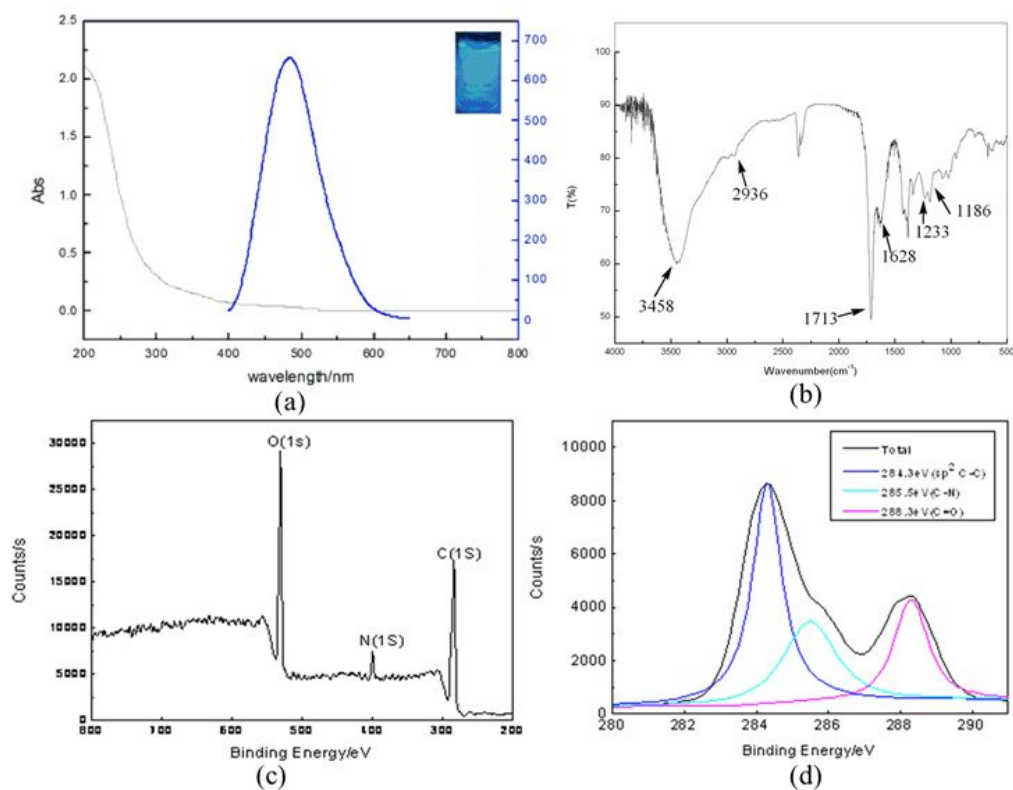 2.5
2.0
1.5
1.0
0.5
0.0
Abs
200 300 400 500 600 700 800
wavelength/nm
700
600
500
400
300
200
100
0
(a)
100
90
80
70
60
50
T(%)
2936
3458
1713
1628
1233
1186
4000 3500 3000 2500 2000 1500 1000 500
Wavenumber(cm⁻¹)
(b)
30000
25000
20000
15000
10000
5000
0
Counts/s
O(1s)
N(1S)
C(1S)
800 700 600 500 400 300 200
Binding Energy/eV
(c)
10000
8000
6000
4000
2000
0
Counts/s
Total
284.3eV(sp² C-C)
285.5eV(C-N)
288.3eV(C=O)
280 282 284 286 288 290
Binding Energy/eV
(d)